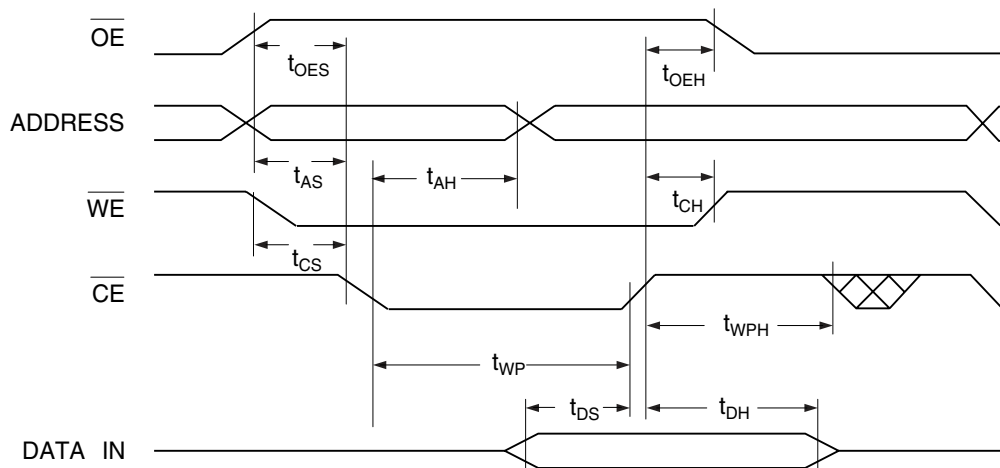 OE
tOES
tOEH
ADDRESS
tAS
tAH
tCH
WE
tCS
CE
tWPH
tWP
tDS
tDH
DATA IN